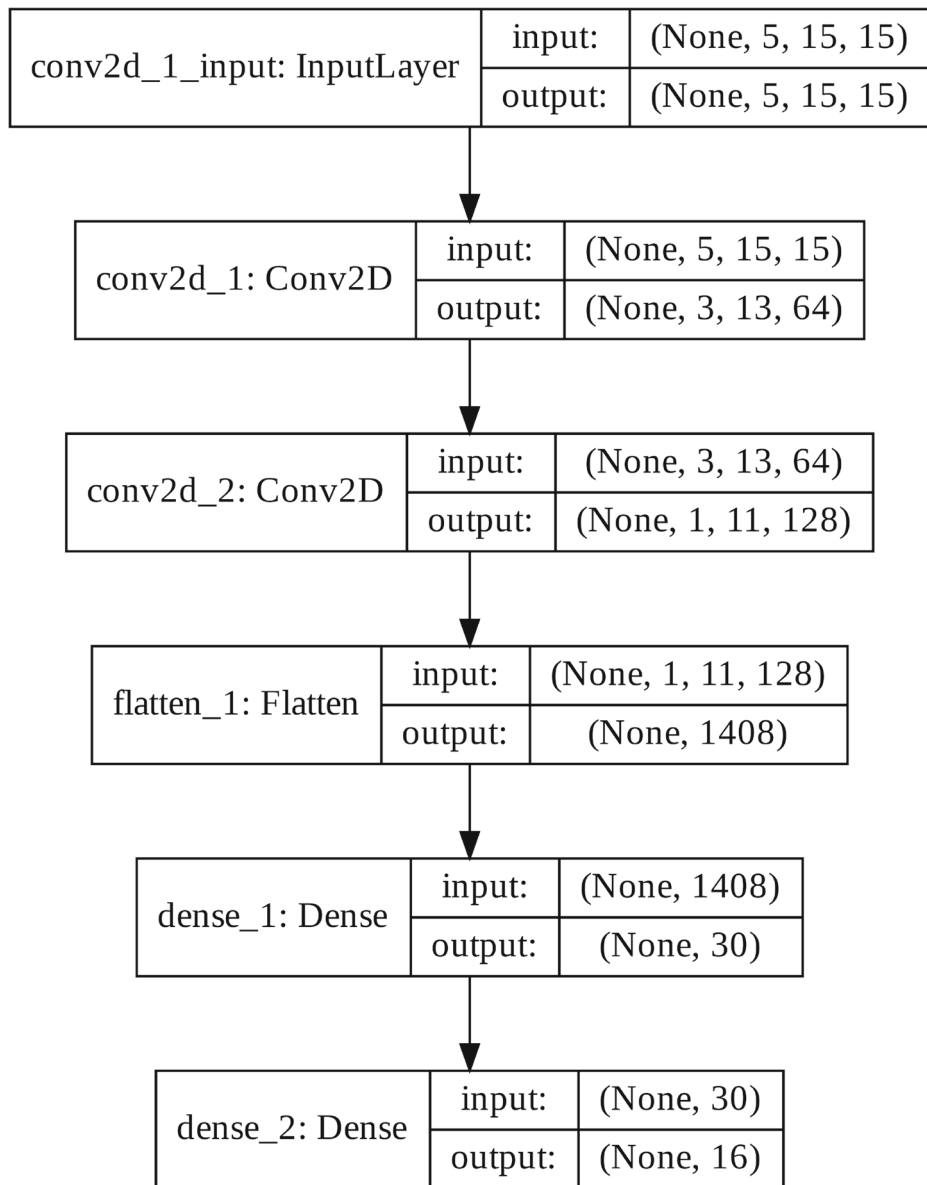 conv2d_1_input: InputLayer
input: (None, 5, 15, 15)
output: (None, 5, 15, 15)
conv2d_1: Conv2D
input: (None, 5, 15, 15)
output: (None, 3, 13, 64)
conv2d_2: Conv2D
input: (None, 3, 13, 64)
output: (None, 1, 11, 128)
flatten_1: Flatten
input: (None, 1, 11, 128)
output: (None, 1408)
dense_1: Dense
input: (None, 1408)
output: (None, 30)
dense_2: Dense
input: (None, 30)
output: (None, 16)